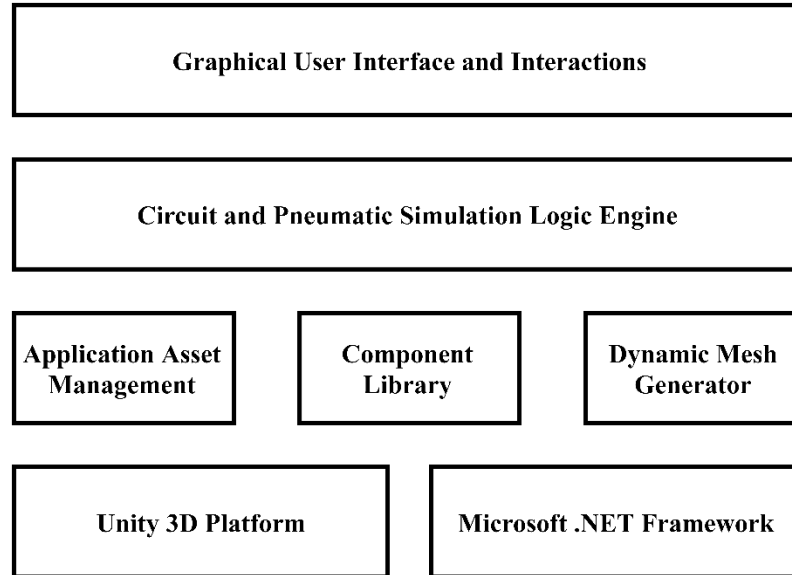 Graphical User Interface and Interactions
Circuit and Pneumatic Simulation Logic Engine
Application Asset
Management
Component
Library
Dynamic Mesh
Generator
Unity 3D Platform
Microsoft .NET Framework